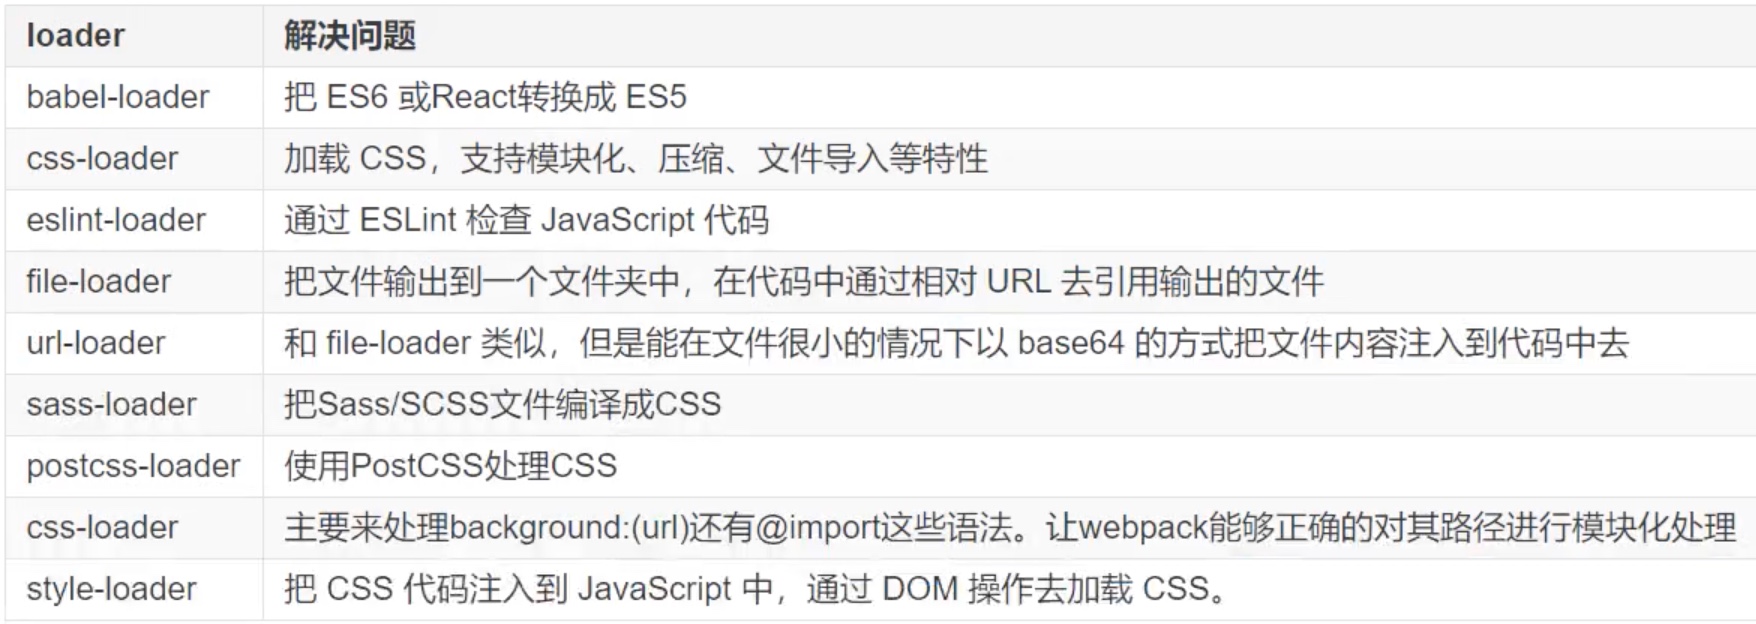 loader 解决问题
babel-loader 把 ES6 或React转换成 ES5
css-loader 加载 CSS，支持模块化、压缩、文件导入等特性
eslint-loader 通过 ESLint 检查 JavaScript 代码
file-loader 把文件输出到一个文件夹中，在代码中通过相对 URL 去引用输出的文件
url-loader 和 file-loader 类似，但是能在文件很小的情况下以 base64 的方式把文件内容注入到代码中去
sass-loader 把Sass/SCSS文件编译成CSS
postcss-loader 使用PostCSS处理CSS
css-loader 主要来处理background:(url)还有@import这些语法。让webpack能够正确的对其路径进行模块化处理
style-loader 把 CSS 代码注入到 JavaScript 中，通过 DOM 操作去加载 CSS。